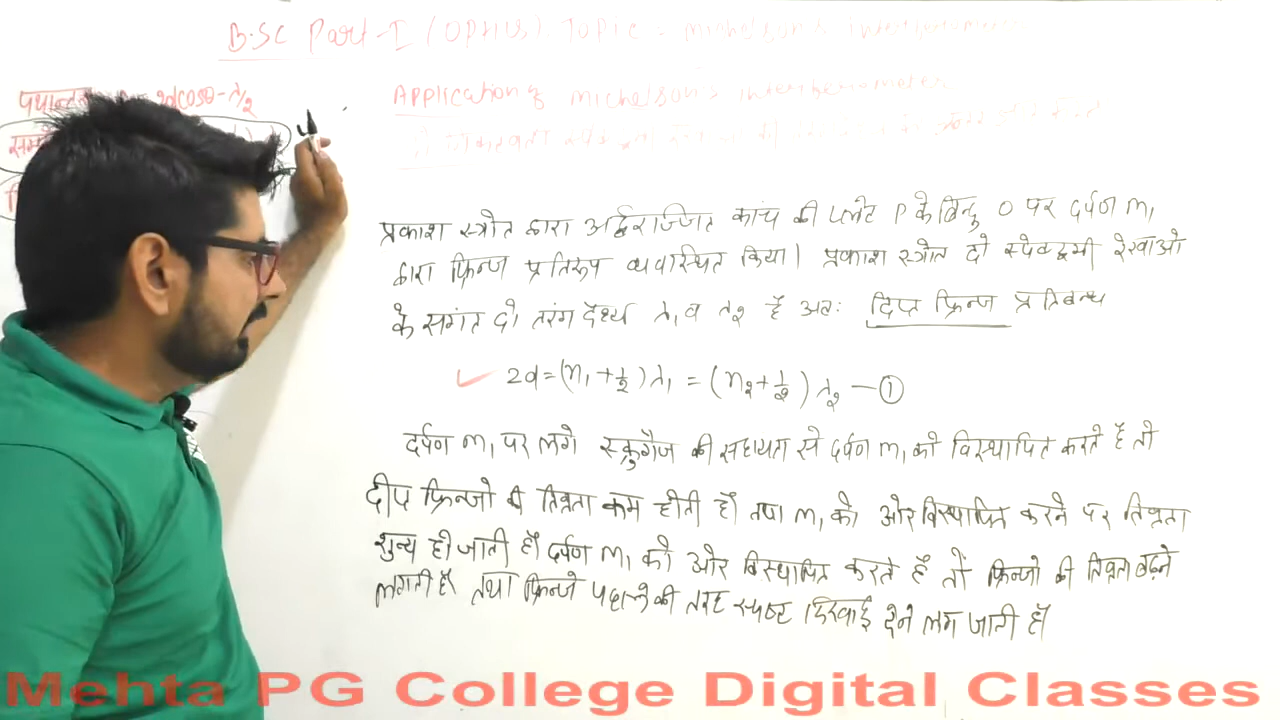 B.SC Part-I (Optics). Topic : Michelson's interferometer
2dcosθ-λ/2
Application of Michelson's interferometer
प्रकाश स्त्रोत द्वारा अर्द्धरज्जित कांच की प्लेट P के बिन्दु O पर दर्पण M₁
द्वारा फ्रिन्ज प्रतिरूप व्यवस्थित किया। प्रकाश स्त्रोत दो स्पेक्ट्रमी रेखाओ
के संगत दो तरंग दैर्ध्य λ₁ व λ₂ है अतः दिप्त फ्रिन्ज प्रतिबन्ध
2d=(n₁+½)λ₁ = (n₂+½)λ₂ —①
दर्पण M₁ पर लगे स्क्रुगैज की सहायता से दर्पण M₁ को विस्थापित करते है तो
दीप्त फ्रिन्जो की तिव्रता कम होती है। तथा M₁ को ओर विस्थापित करने पर तिव्रता
शुन्य हो जाती है। दर्पण M₁ को ओर विस्थापित करते है तो फ्रिन्जो की तिव्रता बढ़ने
लगती है। तथा फ्रिन्जे पहले की तरह स्पष्ट दिखाई देने लग जाती है।
Mehta PG College Digital Classes